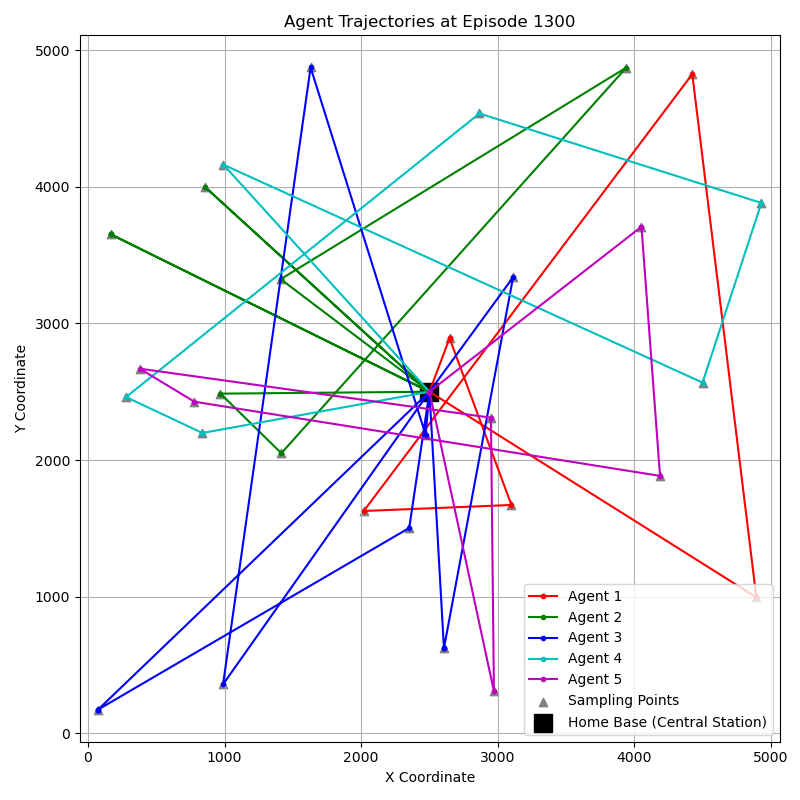 Agent Trajectories at Episode 1300
5000
4000
3000
2000
1000
0
Y Coordinate
0 1000 2000 3000 4000 5000
X Coordinate
Agent 1
Agent 2
Agent 3
Agent 4
Agent 5
Sampling Points
Home Base (Central Station)